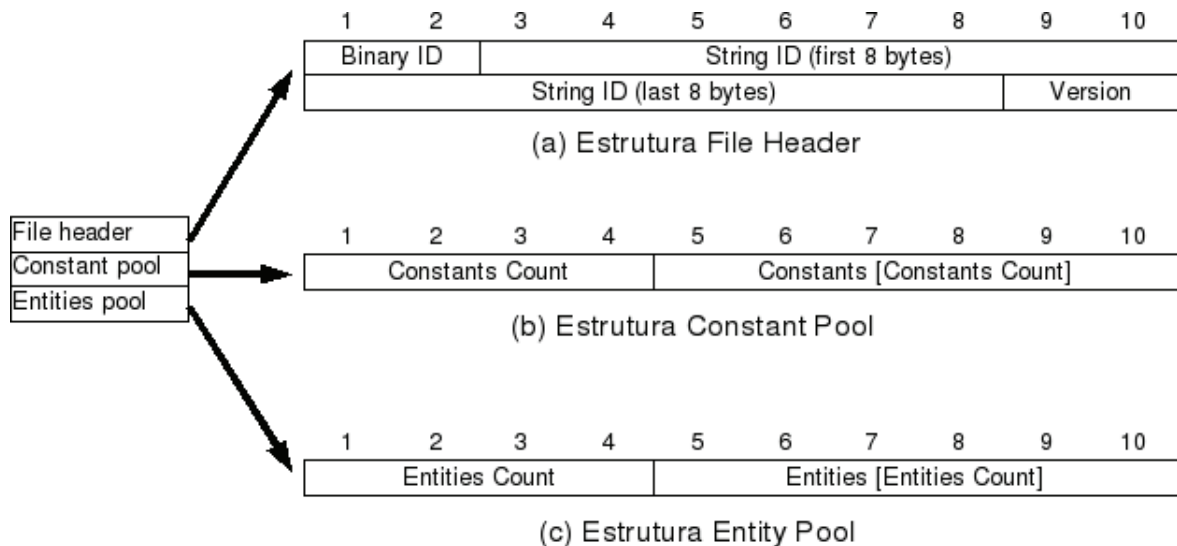 1 2 3 4 5 6 7 8 9 10
Binary ID String ID (first 8 bytes)
String ID (last 8 bytes) Version
(a) Estrutura File Header
File header
Constant pool
Entities pool
1 2 3 4 5 6 7 8 9 10
Constants Count Constants [Constants Count]
(b) Estrutura Constant Pool
1 2 3 4 5 6 7 8 9 10
Entities Count Entities [Entities Count]
(c) Estrutura Entity Pool